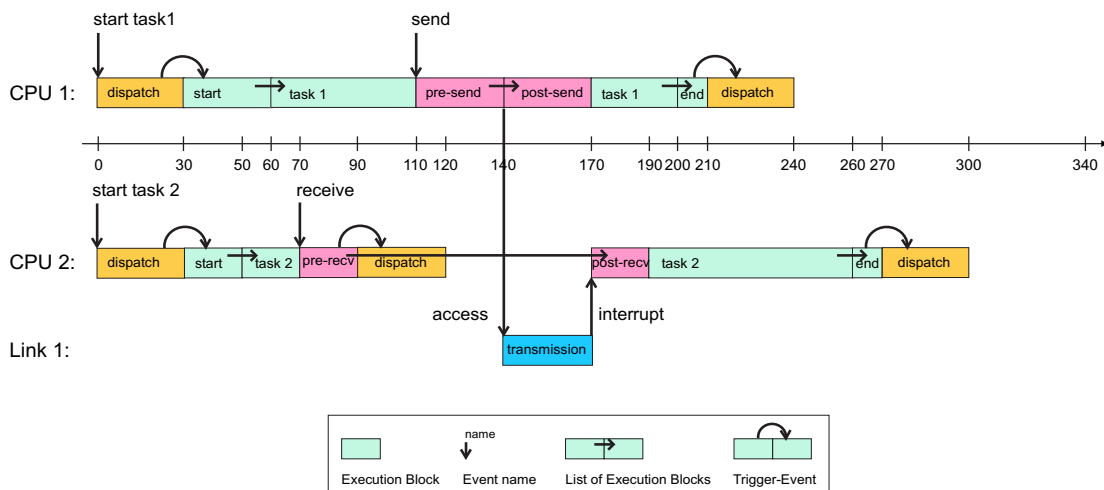 start task1
send
CPU 1:
dispatch
start
task 1
pre-send
post-send
task 1
end
dispatch
0 30 50 60 70 90 110 120 140 170 190 200 210 240 260 270 300 340
start task 2
receive
CPU 2:
dispatch
start
task 2
pre-recv
dispatch
post-recv
task 2
end
dispatch
access
interrupt
Link 1:
transmission
name
Execution Block
Event name
List of Execution Blocks
Trigger-Event